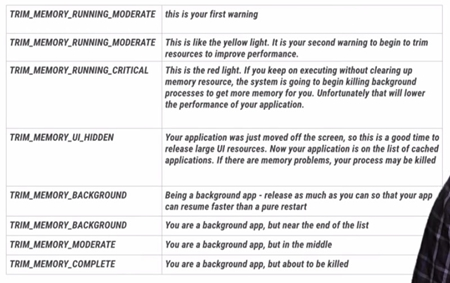 TRIM_MEMORY_RUNNING_MODERATE this is your first warning
TRIM_MEMORY_RUNNING_MODERATE This is like the yellow light. It is your second warning to begin to trim
resources to improve performance.
TRIM_MEMORY_RUNNING_CRITICAL This is the red light. If you keep on executing without clearing up
memory resource, the system is going to begin killing background
processes to get more memory for you. Unfortunately that will lower
the performance of your application.
TRIM_MEMORY_UI_HIDDEN Your application was just moved off the screen, so this is a good time to
release large UI resources. Now your application is on the list of cached
applications. If there are memory problems, your process may be killed
TRIM_MEMORY_BACKGROUND Being a background app - release as much as you can so that your app
can resume faster than a pure restart
TRIM_MEMORY_BACKGROUND You are a background app, but near the end of the list
TRIM_MEMORY_MODERATE You are a background app, but in the middle
TRIM_MEMORY_COMPLETE You are a background app, but about to be killed